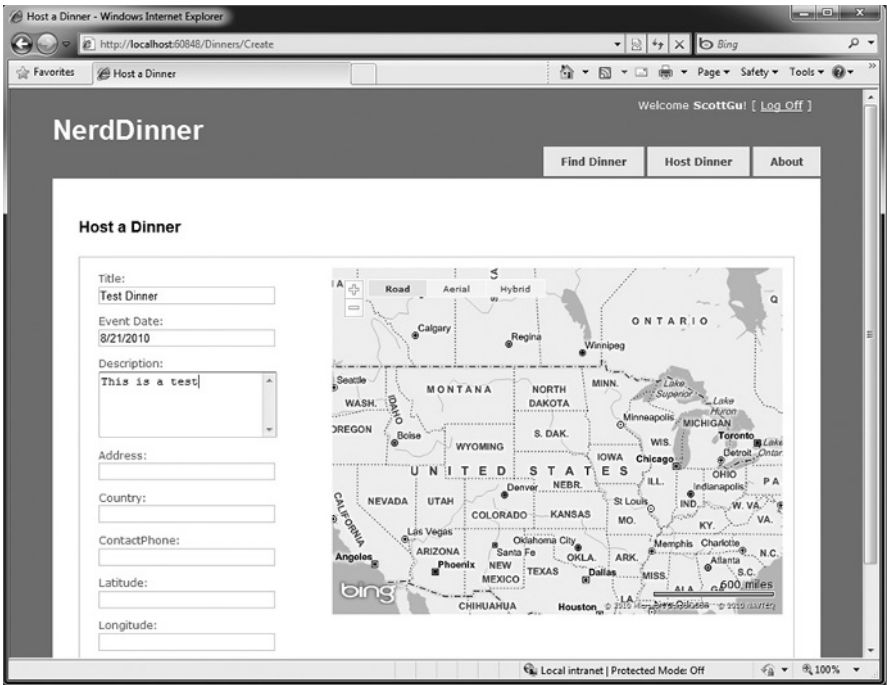 Host a Dinner - Windows Internet Explorer
http://localhost:60848/Dinners/Create
Bing
Favorites
Host a Dinner
Page
Safety
Tools
Welcome ScottGu! [ Log Off ]
NerdDinner
Find Dinner
Host Dinner
About
Host a Dinner
Title:
Test Dinner
Event Date:
8/21/2010
Description:
This is a test
Address:
Country:
ContactPhone:
Latitude:
Longitude:
Road
Aerial
Hybrid
Calgary
Regina
Winnipeg
ONTARIO
Q
Seattle
WASH.
MONTANA
NORTH
DAKOTA
MINN.
Lake
Superior
Lake
Huron
IDAHO
Minneapolis
MICHIGAN
OREGON
Boise
S. DAK.
WIS.
Toronto
WYOMING
IOWA
Chicago
Detroit
UNITED STATES
OHIO
NEBR.
ILL.
Indianapolis
PA
Denver
IND.
W. VA.
NEVADA
UTAH
St Louis
CALIFORNIA
COLORADO
KANSAS
MO.
KY.
VA.
Las Vegas
Oklahoma City
Memphis
Charlotte
Angeles
ARIZONA
Santa Fe
OKLA.
ARK.
N.C.
Phoenix
NEW
MEXICO
TEXAS
Dallas
MISS.
Atlanta
S.C.
ALA
GA
600 miles
bing
CHIHUAHUA
Houston
LA.
Local intranet | Protected Mode: Off
100%